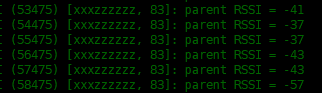 I (53475) [xxxzzzzzz, 83]: parent RSSI = -41
I (54475) [xxxzzzzzz, 83]: parent RSSI = -37
I (55475) [xxxzzzzzz, 83]: parent RSSI = -37
I (56475) [xxxzzzzzz, 83]: parent RSSI = -43
I (57475) [xxxzzzzzz, 83]: parent RSSI = -43
I (58475) [xxxzzzzzz, 83]: parent RSSI = -57